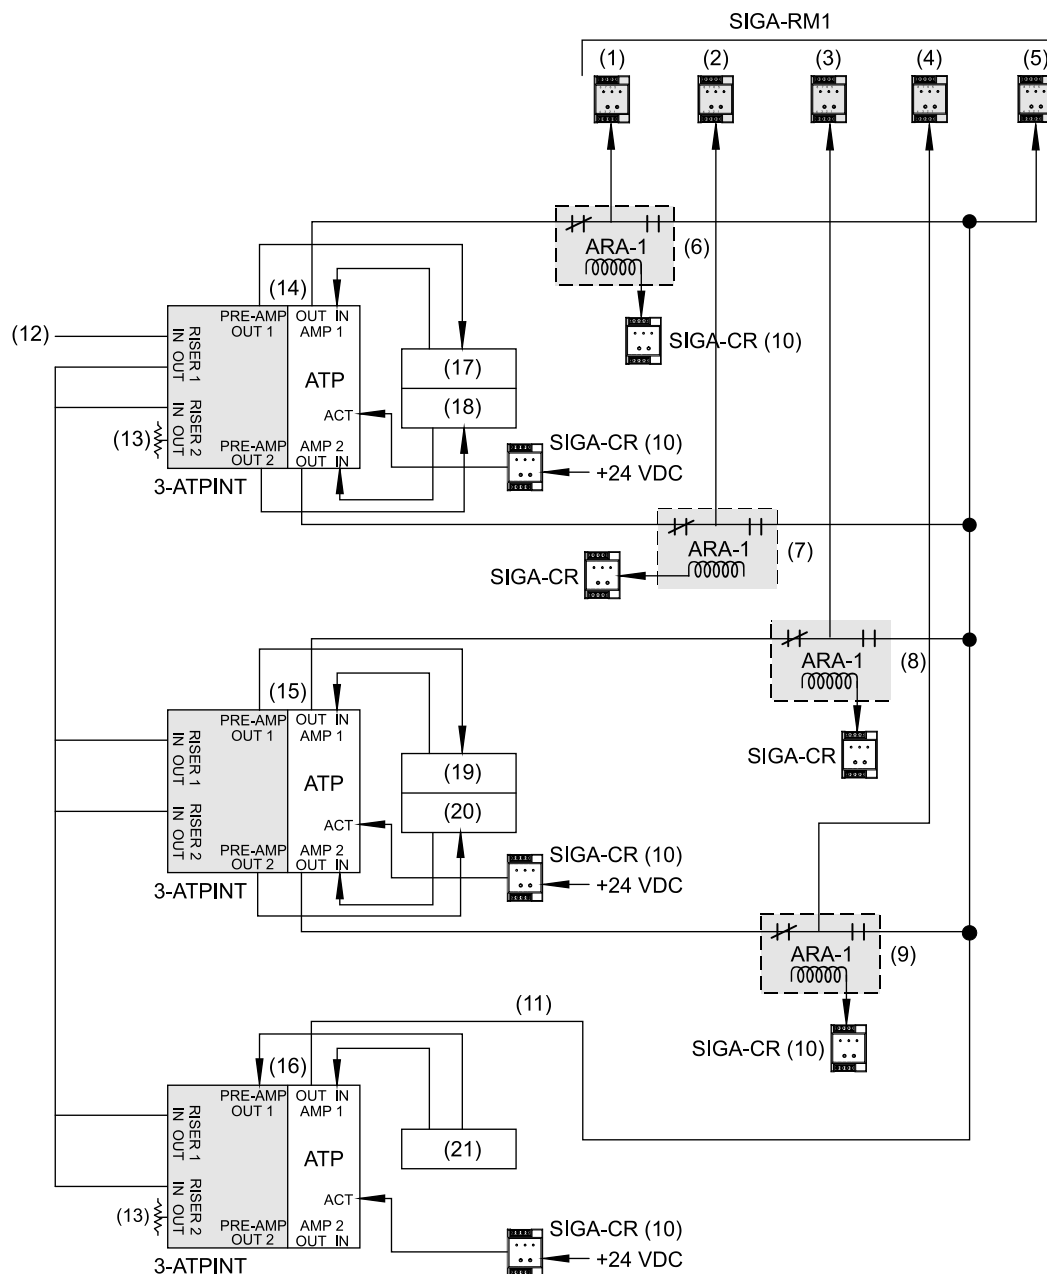 SIGA-RM1
(1) (2) (3) (4) (5)
ARA-1 (6)
SIGA-CR (10)
(12)
(14)
PRE-AMP OUT 1
OUT IN
AMP 1
RISER 1
IN OUT
RISER 2
IN OUT
(13)
ATP
ACT
PRE-AMP OUT 2
AMP 2
OUT IN
3-ATPINT
(17)
(18)
SIGA-CR (10)
+24 VDC
ARA-1 (7)
SIGA-CR
ARA-1 (8)
SIGA-CR
(15)
PRE-AMP OUT 1
OUT IN
AMP 1
RISER 1
IN OUT
RISER 2
IN OUT
ATP
ACT
PRE-AMP OUT 2
AMP 2
OUT IN
3-ATPINT
(19)
(20)
SIGA-CR (10)
+24 VDC
ARA-1 (9)
SIGA-CR (10)
(11)
(16)
PRE-AMP OUT 1
OUT IN
AMP 1
RISER 1
IN OUT
RISER 2
IN OUT
(13)
ATP
ACT
PRE-AMP OUT 2
AMP 2
OUT IN
3-ATPINT
(21)
SIGA-CR (10)
+24 VDC